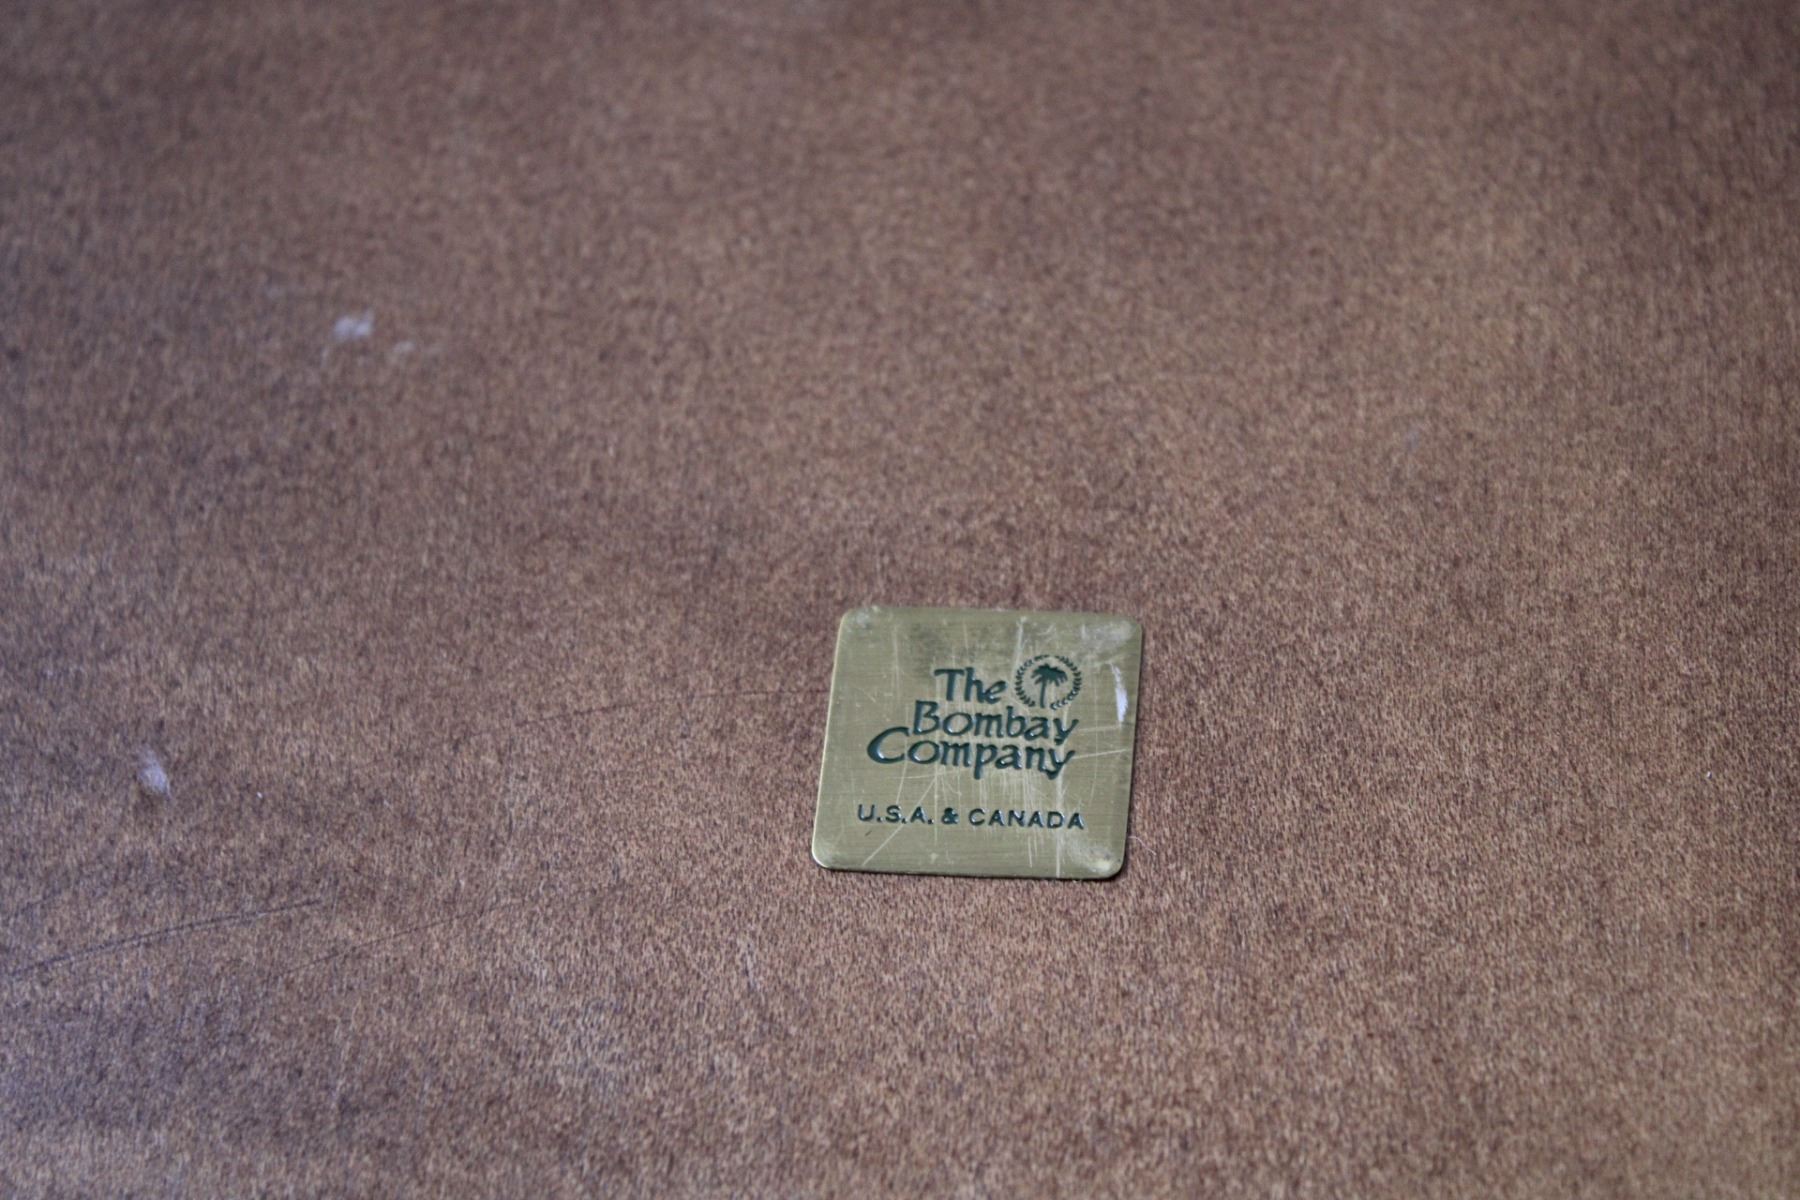 The
Bombay
Company
U.S.A. & CANADA